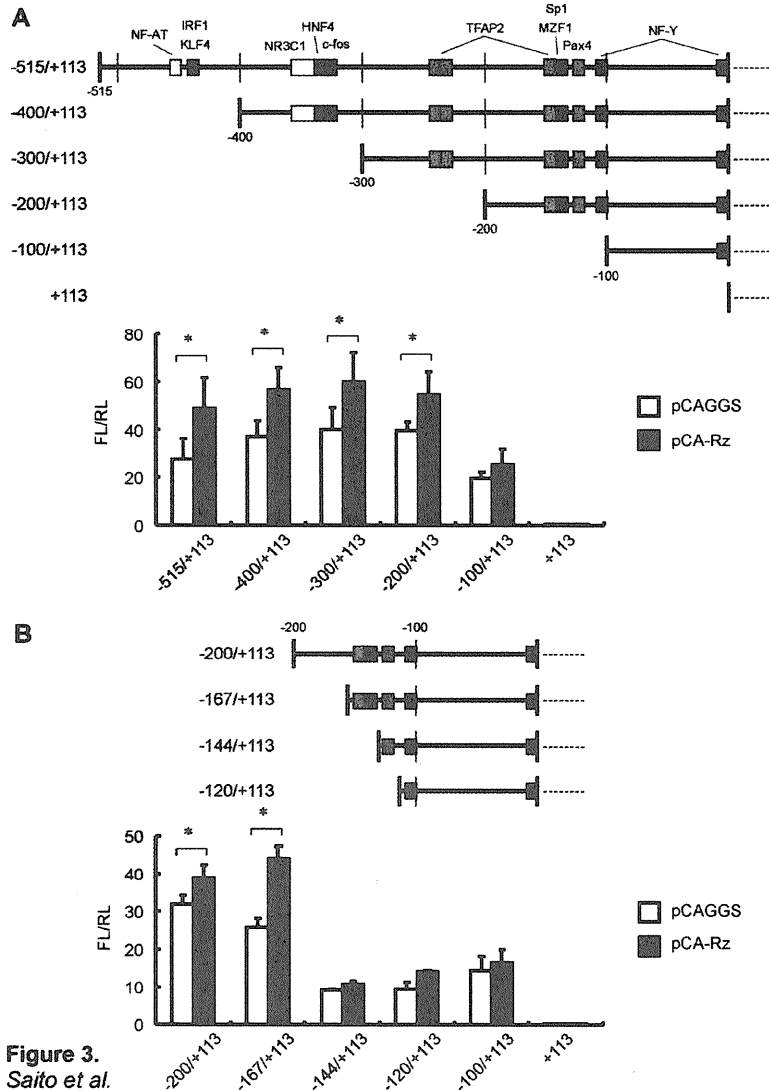 A
Sp1
IRF1
HNF4
TFAP2
MZF1
NF-Y
NF-AT
KLF4
NR3C1
c-fos
Pax4
-515/+113
-515
-400/+113
-400
-300/+113
-300
-200/+113
-200
-100/+113
-100
+113
80
60
40
20
0
FL/RL
* * * *
pCAGGS
pCA-Rz
-515/+113
-400/+113
-300/+113
-200/+113
-100/+113
+113
B
-200
-100
-200/+113
-167/+113
-144/+113
-120/+113
50
40
30
20
10
0
FL/RL
* *
pCAGGS
pCA-Rz
-200/+113
-167/+113
-144/+113
-120/+113
-100/+113
+113
Figure 3.
Saito et al.